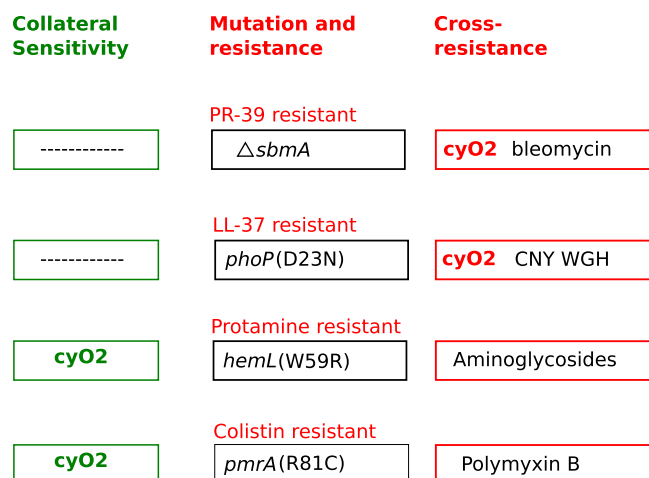 Collateral Sensitivity
Mutation and resistance
Cross-resistance
PR-39 resistant
------------ △sbmA cyO2 bleomycin
LL-37 resistant
------------ phoP(D23N) cyO2 CNY WGH
Protamine resistant
cyO2 hemL(W59R) Aminoglycosides
Colistin resistant
cyO2 pmrA(R81C) Polymyxin B